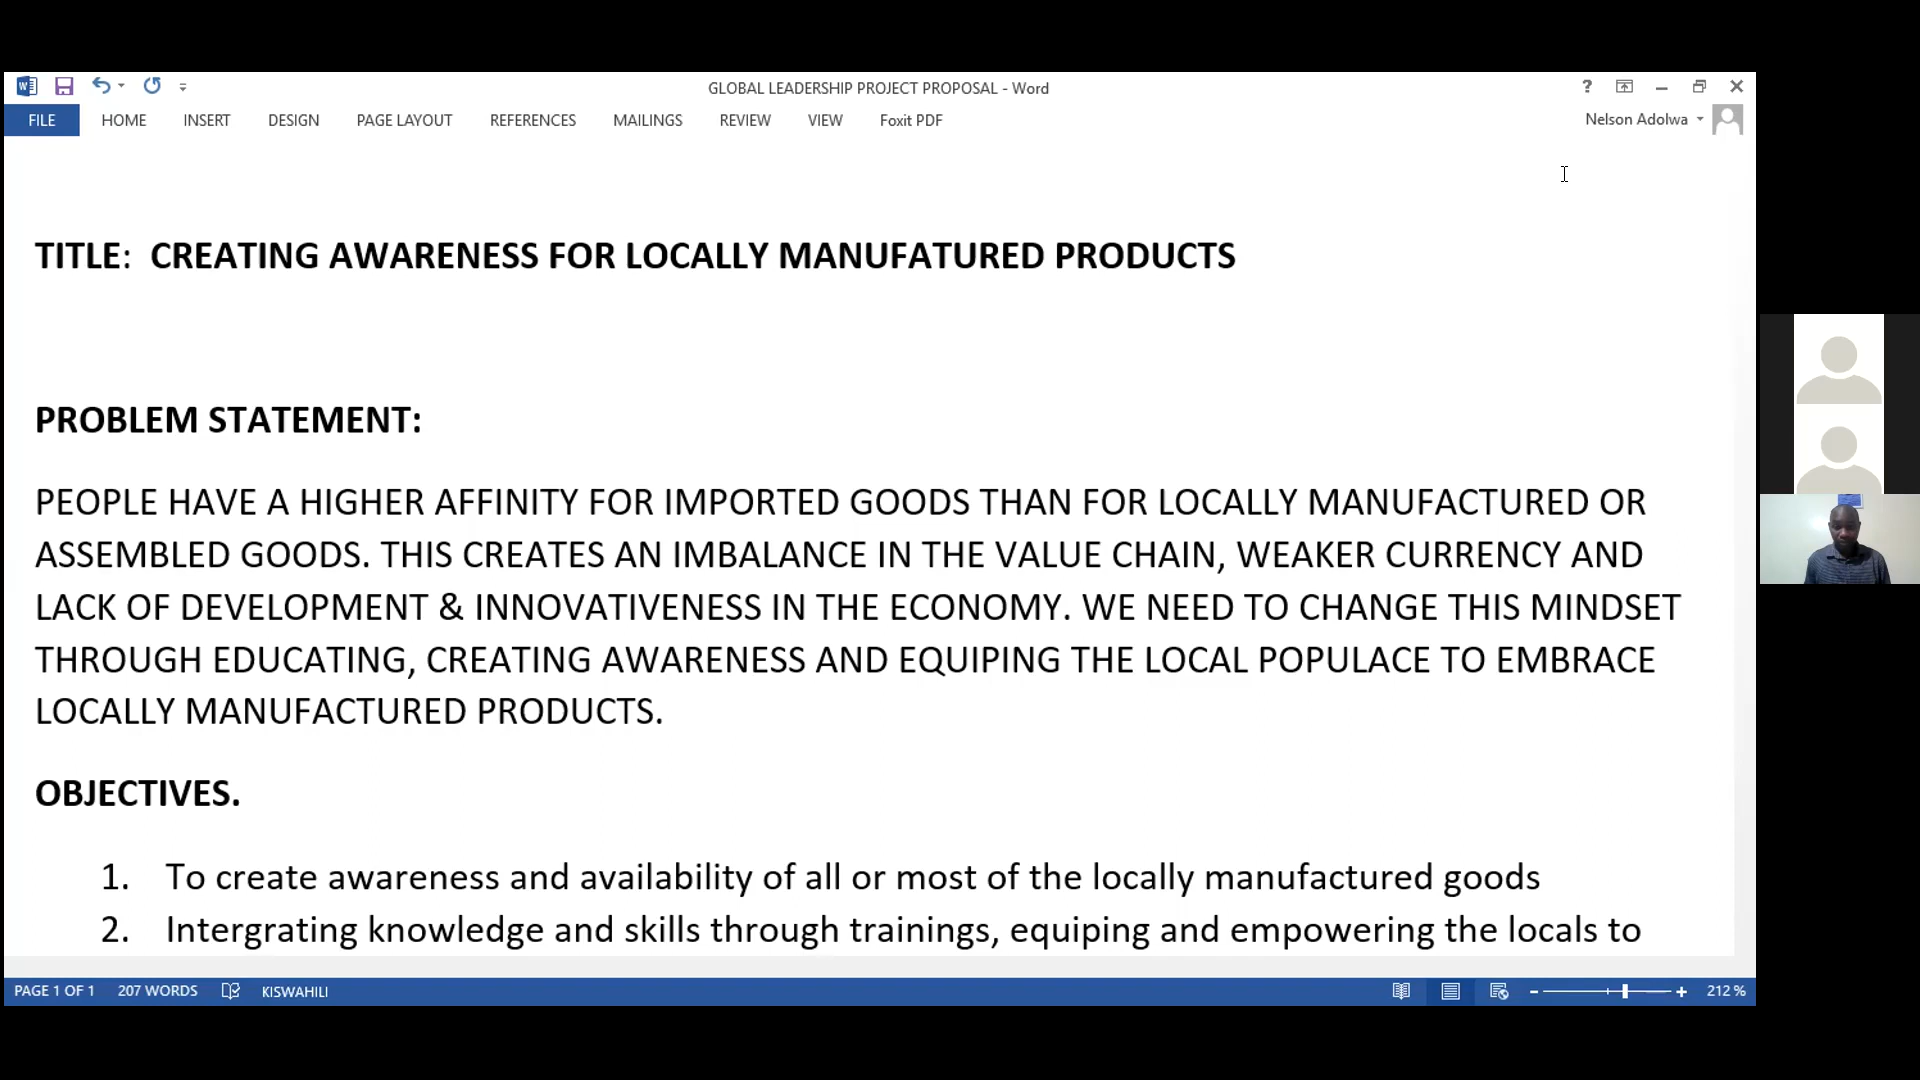 GLOBAL LEADERSHIP PROJECT PROPOSAL - Word
FILE HOME INSERT DESIGN PAGE LAYOUT REFERENCES MAILINGS REVIEW VIEW Foxit PDF Nelson Adolwa
TITLE: CREATING AWARENESS FOR LOCALLY MANUFATURED PRODUCTS
PROBLEM STATEMENT:
PEOPLE HAVE A HIGHER AFFINITY FOR IMPORTED GOODS THAN FOR LOCALLY MANUFACTURED OR
ASSEMBLED GOODS. THIS CREATES AN IMBALANCE IN THE VALUE CHAIN, WEAKER CURRENCY AND
LACK OF DEVELOPMENT & INNOVATIVENESS IN THE ECONOMY. WE NEED TO CHANGE THIS MINDSET
THROUGH EDUCATING, CREATING AWARENESS AND EQUIPING THE LOCAL POPULACE TO EMBRACE
LOCALLY MANUFACTURED PRODUCTS.
OBJECTIVES.
1. To create awareness and availability of all or most of the locally manufactured goods
2. Intergrating knowledge and skills through trainings, equiping and empowering the locals to
PAGE 1 OF 1 207 WORDS KISWAHILI 212 %